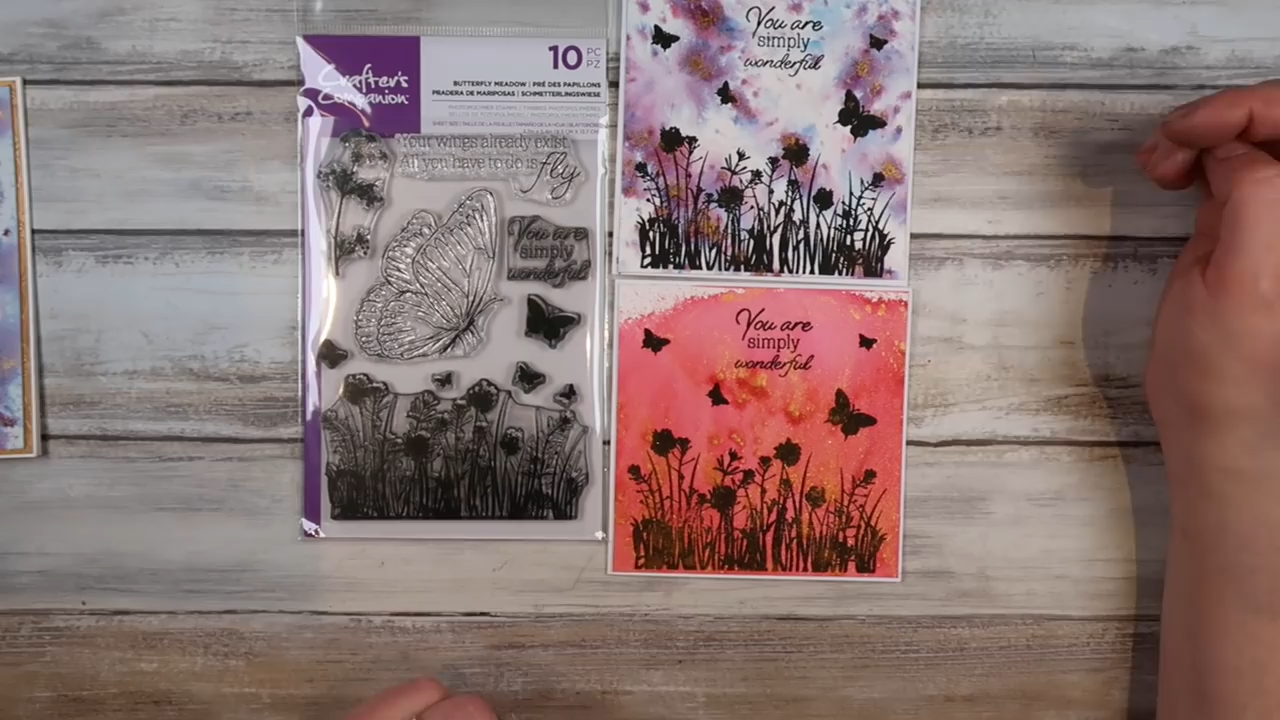 Crafter's
Companion
10 PC
PZ
BUTTERFLY MEADOW | PRÉ DES PAPILLONS
PRADERA DE MARIPOSAS | SCHMETTERLINGSWIESE
Your wings already exist.
All you have to do is fly
You are
simply
wonderful
You are
simply
wonderful
You are
simply
wonderful